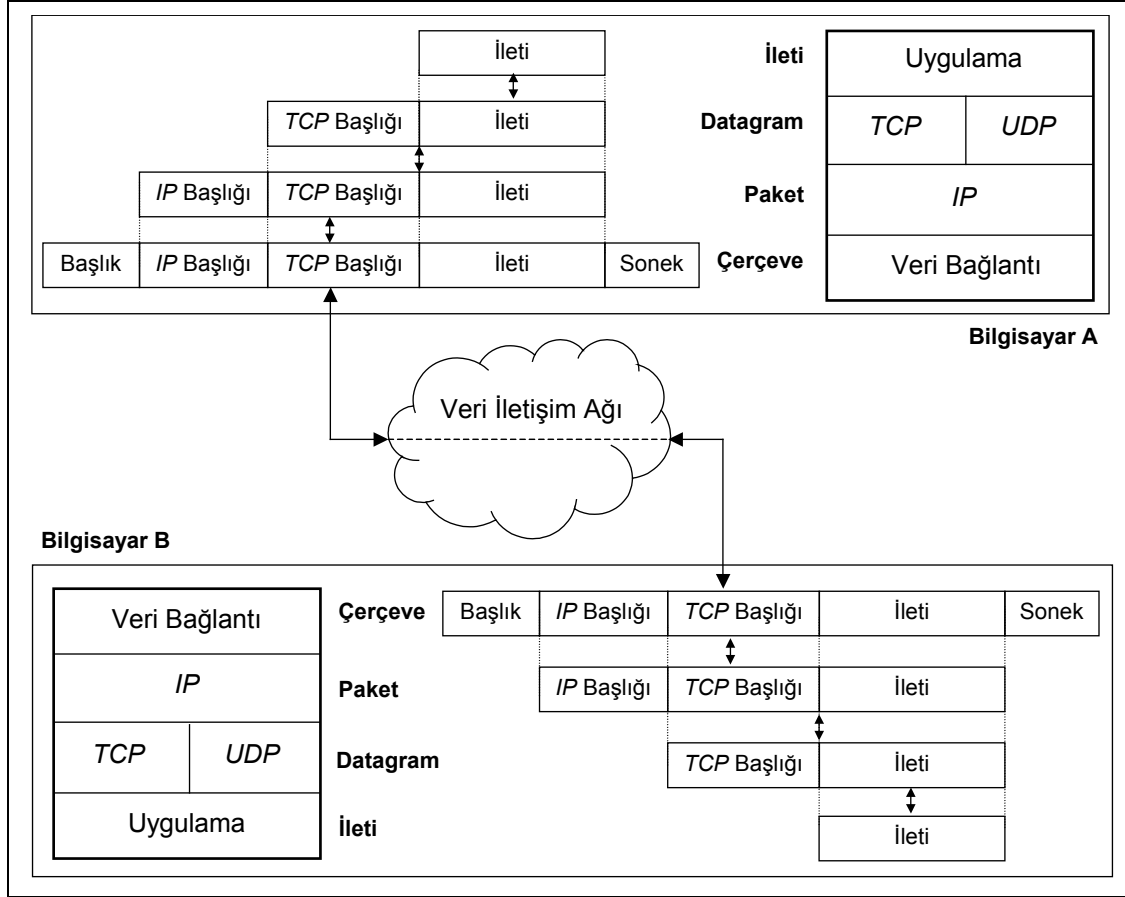 İleti İleti Uygulama
TCP Başlığı İleti Datagram TCP UDP
IP Başlığı TCP Başlığı İleti Paket IP
Başlık IP Başlığı TCP Başlığı İleti Sonek Çerçeve Veri Bağlantı
Bilgisayar A
Veri İletişim Ağı
Bilgisayar B
Veri Bağlantı Çerçeve Başlık IP Başlığı TCP Başlığı İleti Sonek
IP Paket IP Başlığı TCP Başlığı İleti
TCP UDP Datagram TCP Başlığı İleti
Uygulama İleti İleti